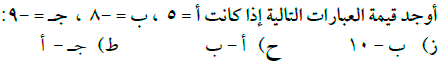 أوجد قيمة العبارات التالية إذا كانت أ = ٥ ، ب = -٨ ، جـ = -٩:
ز) ب - ١٠ ح) أ - ب ط) جـ - أ